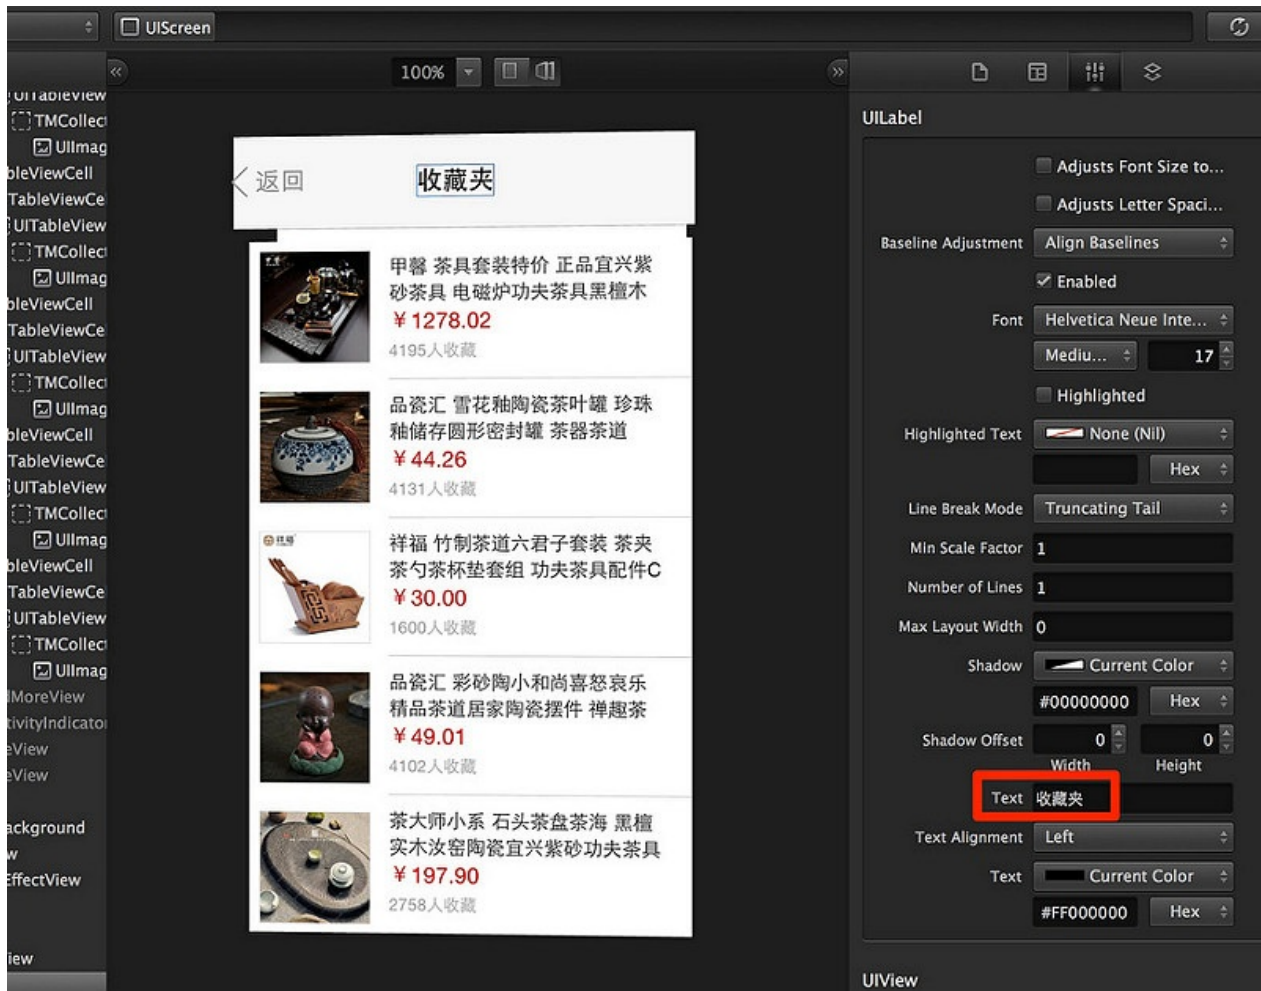 UIScreen
100%
UITableView
TMCollec
UIImag
bleViewCell
TableViewCe
UITableView
TMCollec
UIImag
bleViewCell
TableViewCe
UITableView
TMCollec
UIImag
bleViewCell
TableViewCe
UITableView
TMCollec
UIImag
bleViewCell
TableViewCe
UITableView
TMCollec
UIImag
dMoreView
tivityIndicator
eView
eView
ackground
w
EffectView
iew
返回
收藏夹
甲馨 茶具套装特价 正品宜兴紫
砂茶具 电磁炉功夫茶具黑檀木
¥1278.02
4195人收藏
品瓷汇 雪花釉陶瓷茶叶罐 珍珠
釉储存圆形密封罐 茶器茶道
¥44.26
4131人收藏
祥福
祥福 竹制茶道六君子套装 茶夹
茶勺茶杯垫套组 功夫茶具配件C
¥30.00
1600人收藏
品瓷汇 彩砂陶小和尚喜怒哀乐
精品茶道居家陶瓷摆件 禅趣茶
¥49.01
4102人收藏
茶大师小系 石头茶盘茶海 黑檀
实木汝窑陶瓷宜兴紫砂功夫茶具
¥197.90
2758人收藏
UILabel
Adjusts Font Size to...
Adjusts Letter Spaci...
Baseline Adjustment Align Baselines
Enabled
Font Helvetica Neue Inte...
Mediu... 17
Highlighted
Highlighted Text None (Nil)
Hex
Line Break Mode Truncating Tail
Min Scale Factor 1
Number of Lines 1
Max Layout Width 0
Shadow Current Color
#00000000 Hex
Shadow Offset 0 0
Width Height
Text 收藏夹
Text Alignment Left
Text Current Color
#FF000000 Hex
UIView